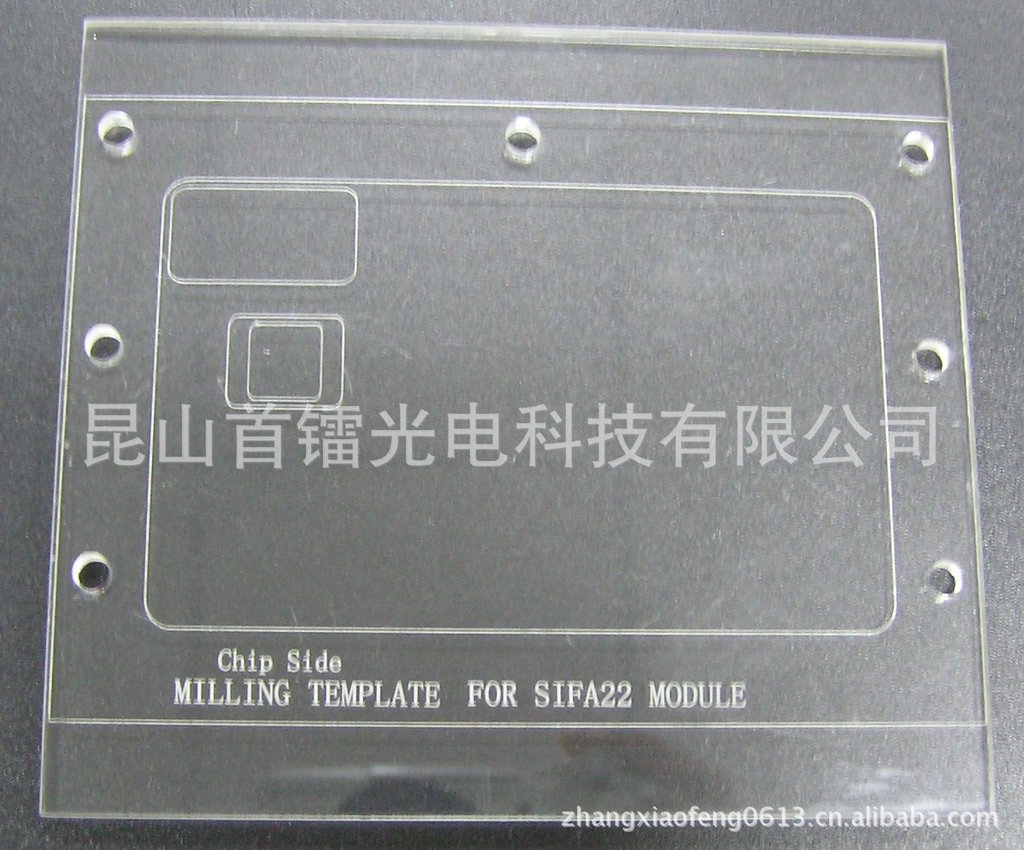 昆山首镭光电科技有限公司
Chip Side
MILLING TEMPLATE FOR SIFA22 MODULE
zhangxiaofeng0613.cn.alibaba.com